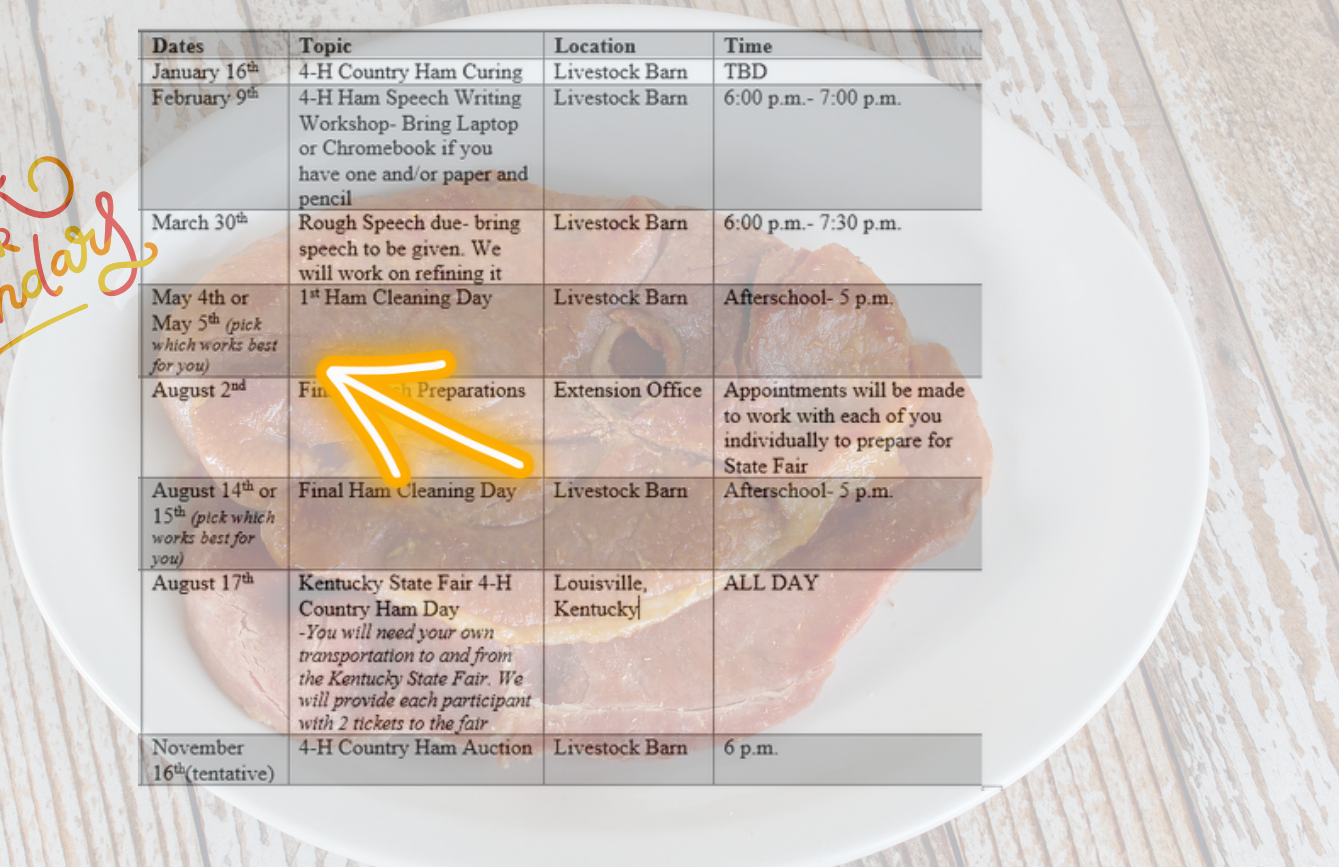 Dates Topic Location Time
January 16th 4-H Country Ham Curing Livestock Barn TBD
February 9th 4-H Ham Speech Writing Livestock Barn 6:00 p.m.- 7:00 p.m.
Workshop- Bring Laptop
or Chromebook if you
have one and/or paper and
pencil
March 30th Rough Speech due- bring Livestock Barn 6:00 p.m.- 7:30 p.m.
speech to be given. We
will work on refining it
May 4th or 1st Ham Cleaning Day Livestock Barn Afterschool- 5 p.m.
May 5th (pick
which works best
for you)
August 2nd Preparations Extension Office Appointments will be made
to work with each of you
individually to prepare for
State Fair
August 14th or Final Ham Cleaning Day Livestock Barn Afterschool- 5 p.m.
15th (pick which
works best for
you)
August 17th Kentucky State Fair 4-H Louisville, ALL DAY
Country Ham Day Kentucky
-You will need your own
transportation to and from
the Kentucky State Fair. We
will provide each participant
with 2 tickets to the fair
November 4-H Country Ham Auction Livestock Barn 6 p.m.
16th(tentative)